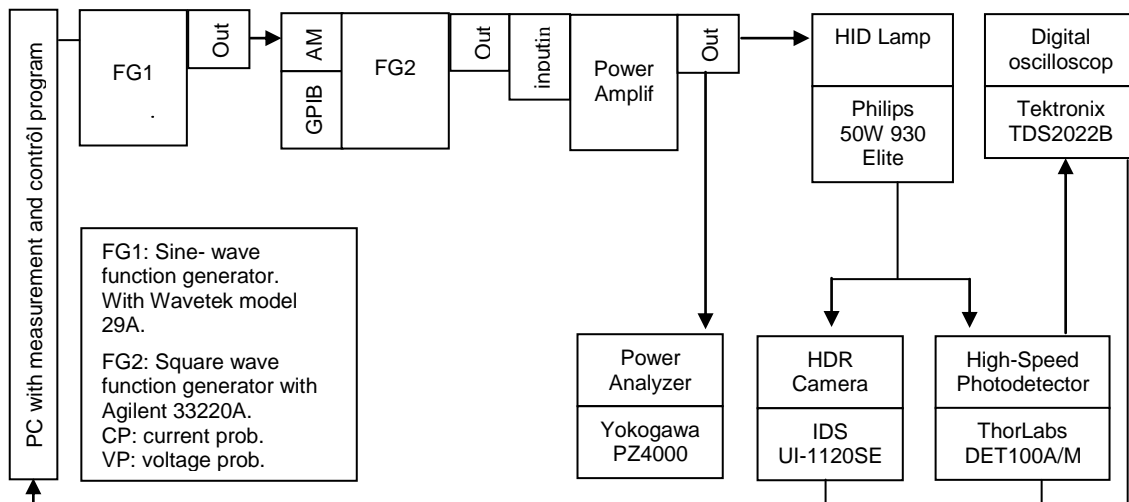 PC with measurement and contrôl program
FG1
.
Out
AM
GPIB
FG2
Out
inputin
Power
Amplif
Out
HID Lamp
Philips
50W 930
Elite
Digital
oscilloscop
Tektronix
TDS2022B
FG1: Sine- wave
function generator.
With Wavetek model
29A.
FG2: Square wave
function generator with
Agilent 33220A.
CP: current prob.
VP: voltage prob.
Power
Analyzer
Yokogawa
PZ4000
HDR
Camera
IDS
UI-1120SE
High-Speed
Photodetector
ThorLabs
DET100A/M